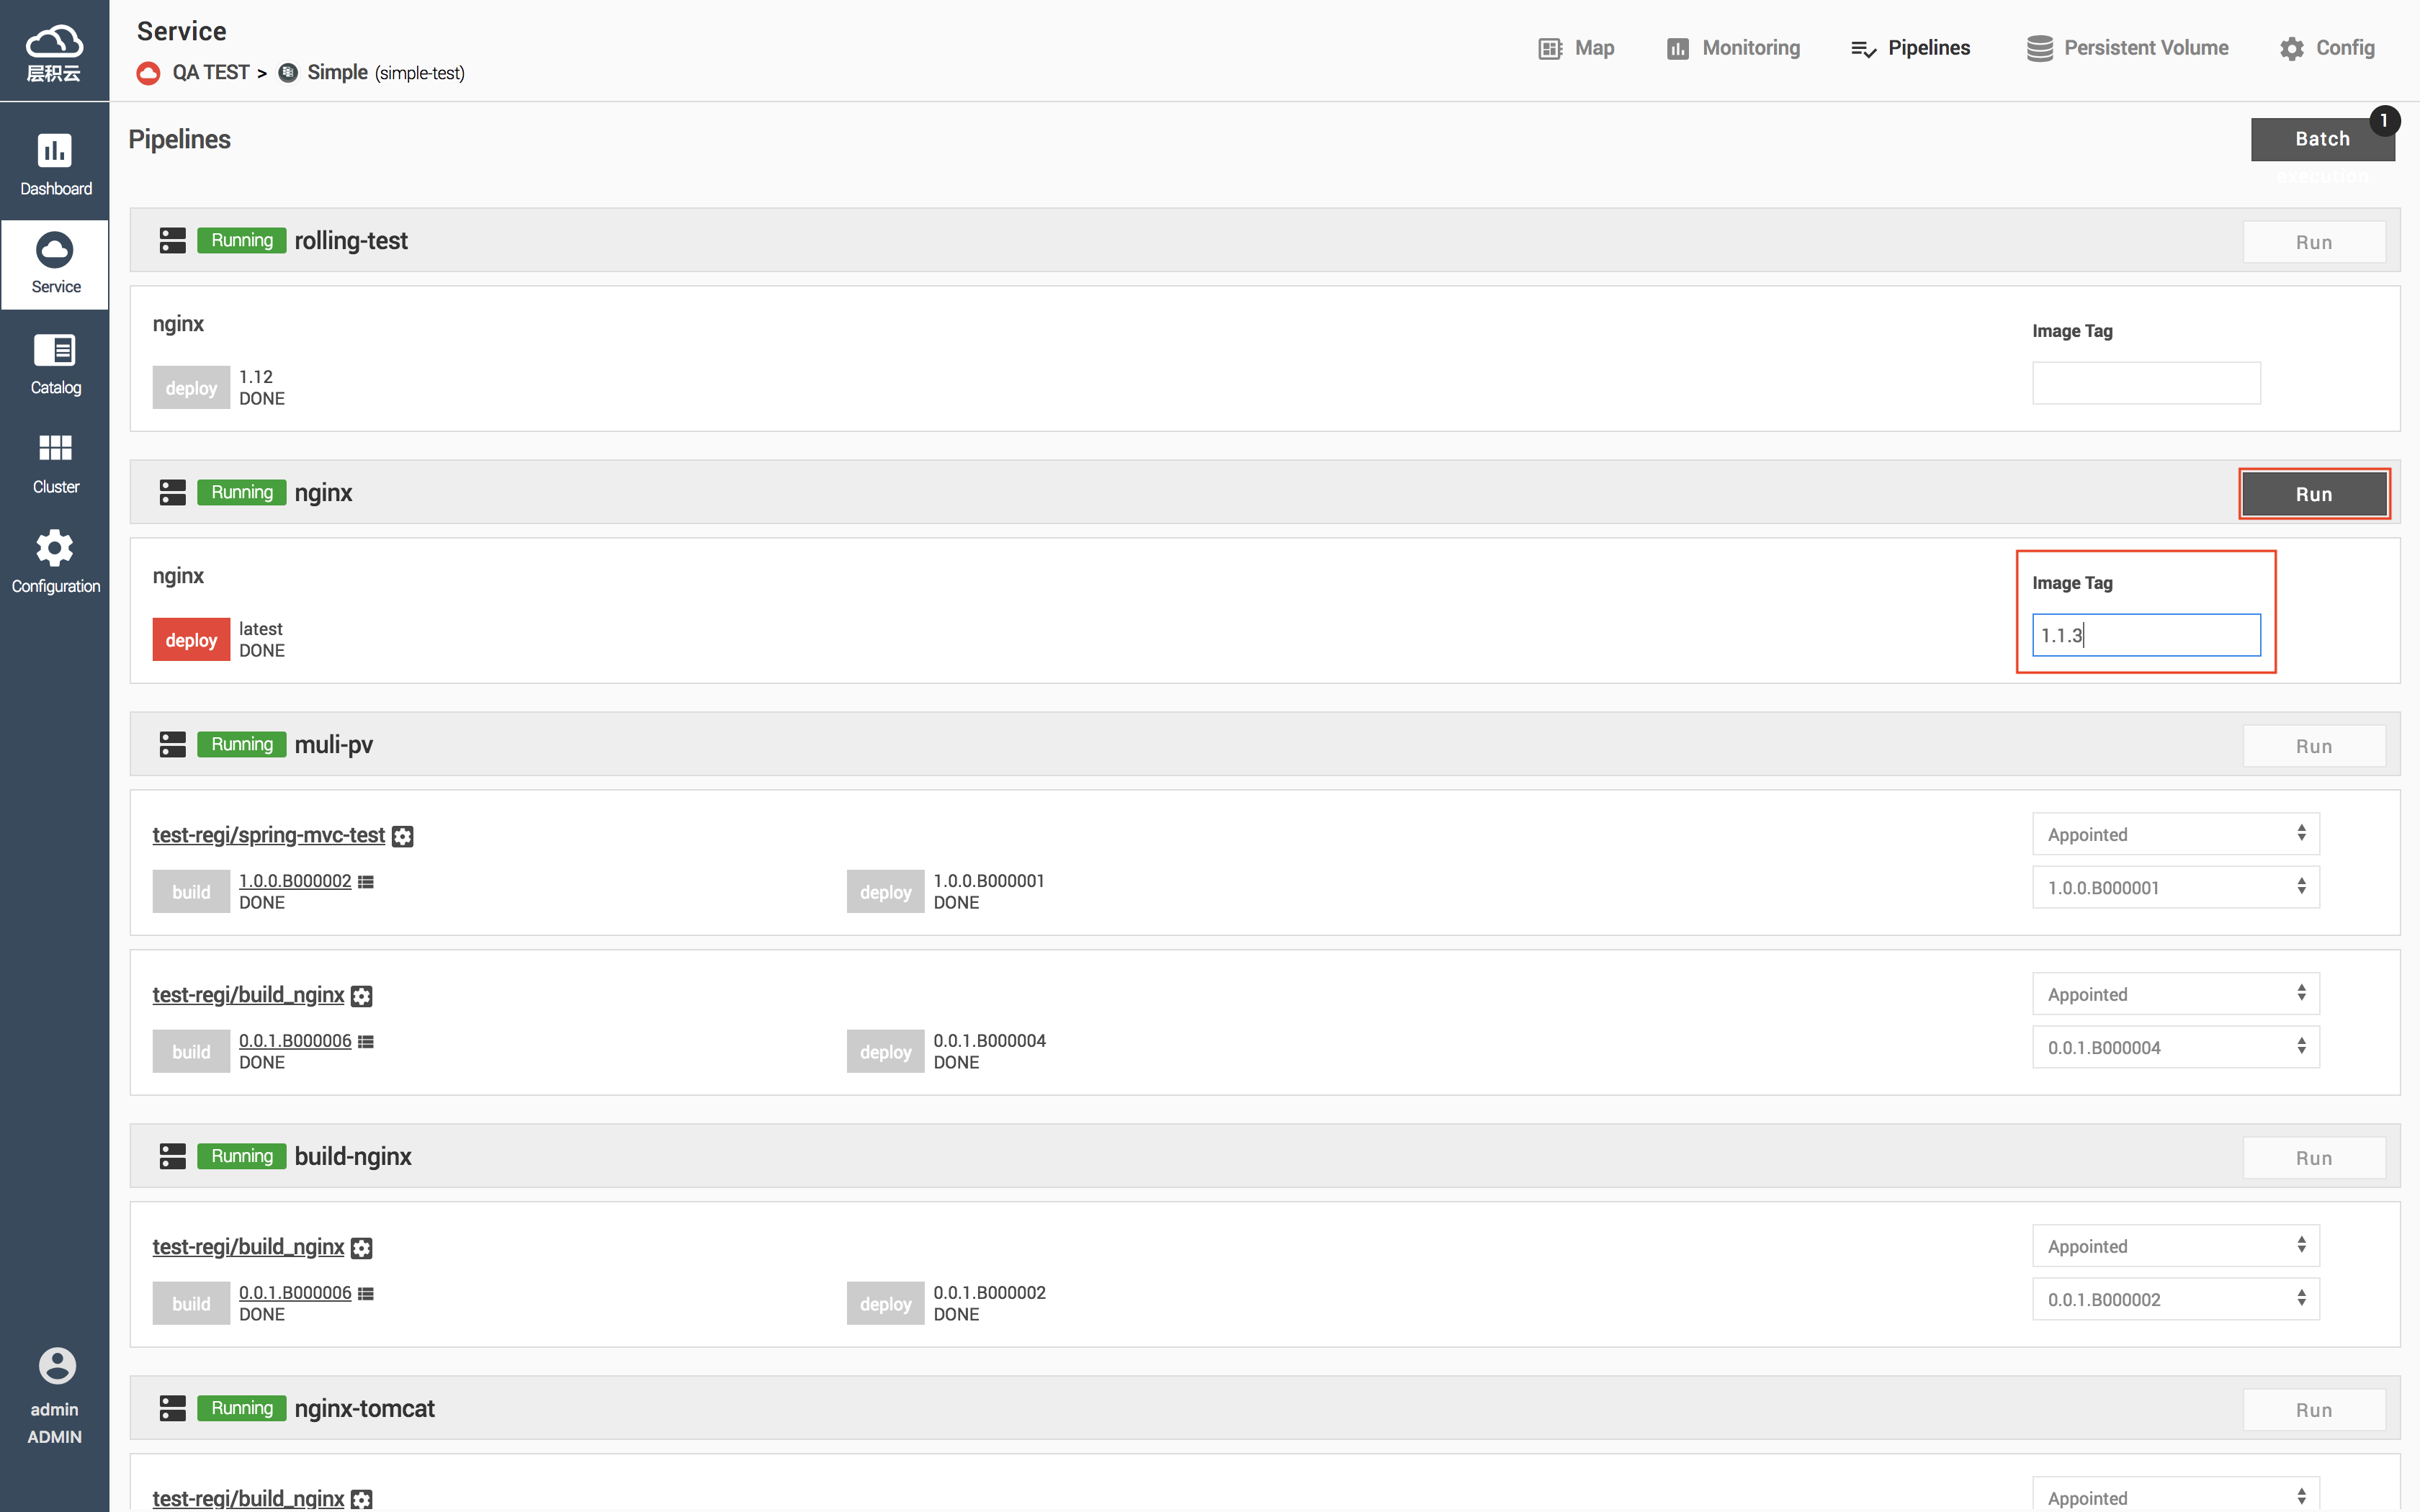 层积云
Dashboard
Service
Catalog
Cluster
Configuration
admin
ADMIN
Service
QA TEST > Simple (simple-test)
Map
Monitoring
Pipelines
Persistent Volume
Config
Pipelines
Batch
execution
1
Running rolling-test
Run
nginx
deploy
1.12
DONE
Image Tag
Running nginx
Run
nginx
deploy
latest
DONE
Image Tag
1.1.3
Running muli-pv
Run
test-regi/spring-mvc-test
build
1.0.0.B000002
DONE
deploy
1.0.0.B000001
DONE
Appointed
1.0.0.B000001
test-regi/build_nginx
build
0.0.1.B000006
DONE
deploy
0.0.1.B000004
DONE
Appointed
0.0.1.B000004
Running build-nginx
Run
test-regi/build_nginx
build
0.0.1.B000006
DONE
deploy
0.0.1.B000002
DONE
Appointed
0.0.1.B000002
Running nginx-tomcat
Run
test-regi/build_nginx
Appointed